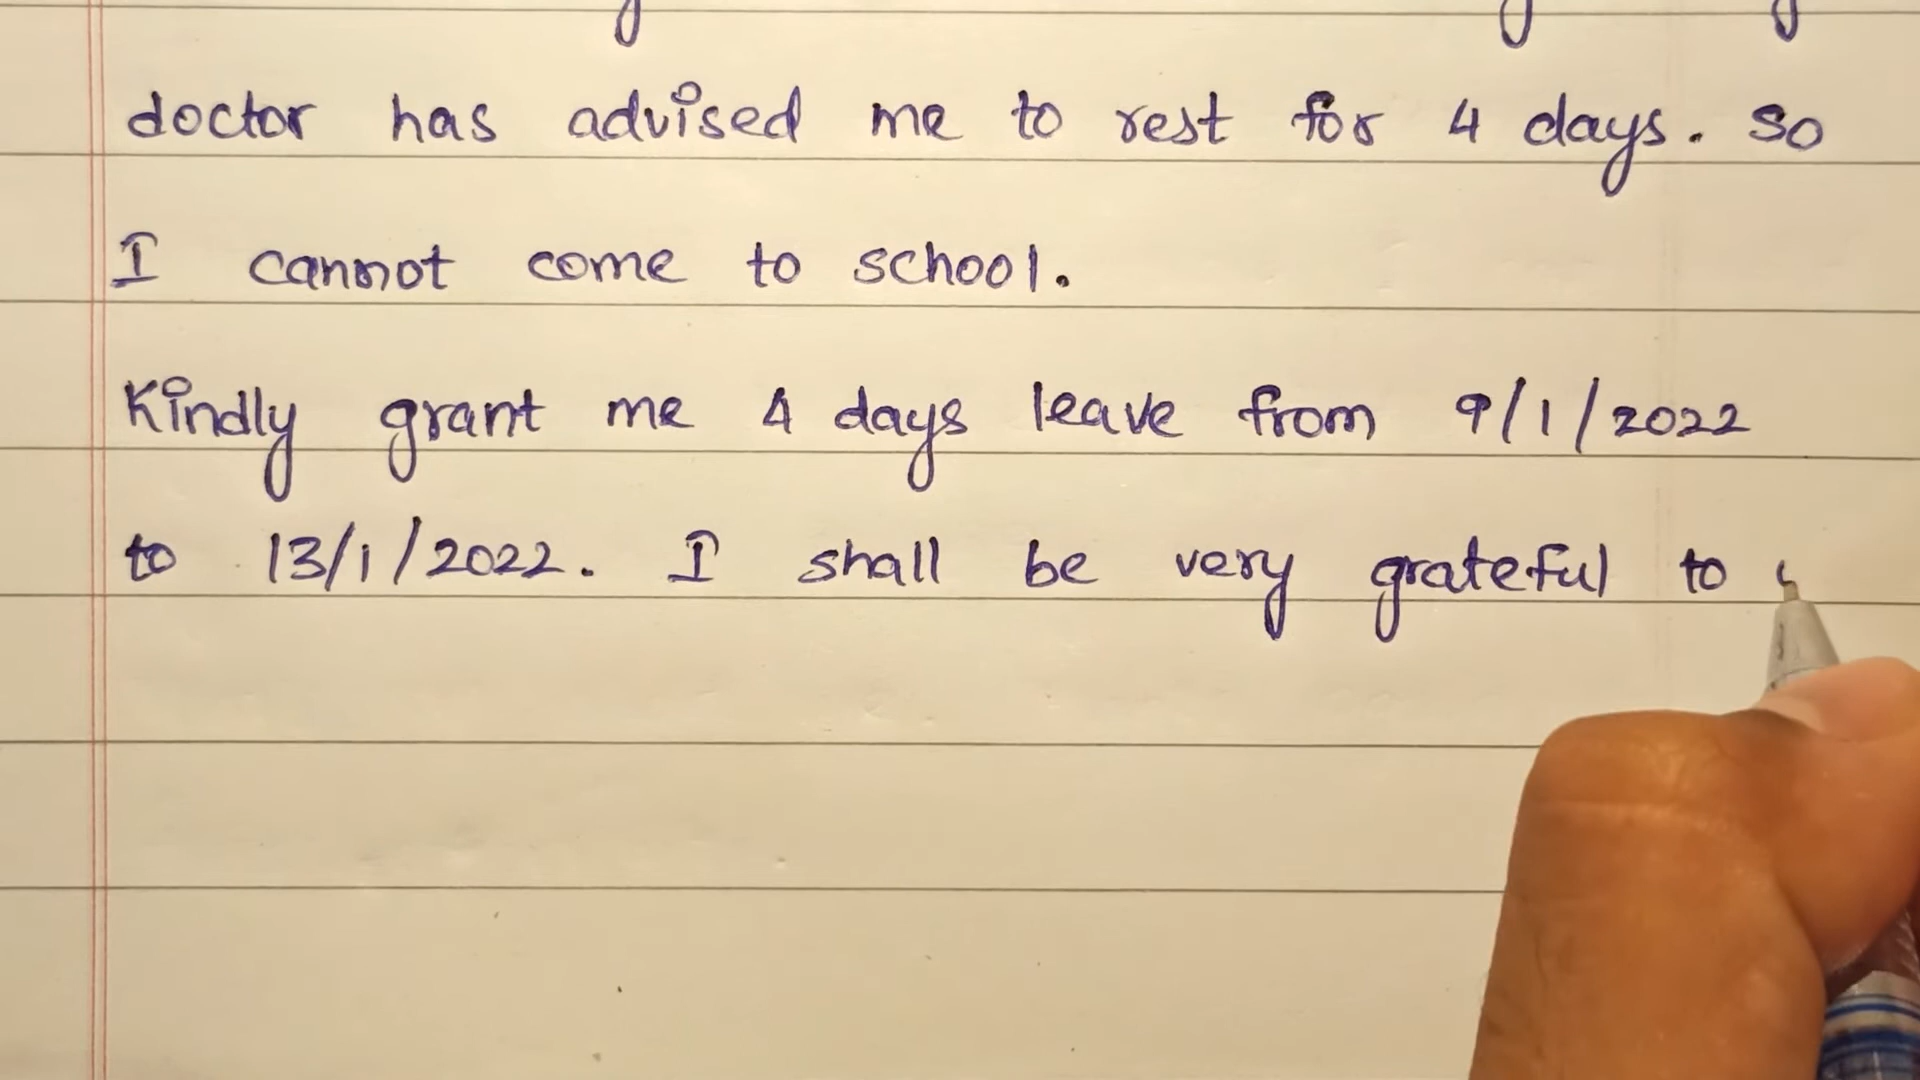 doctor has advised me to rest for 4 days. So
I cannot come to school.
Kindly grant me 4 days leave from 9/1/2022
to 13/1/2022. I shall be very grateful to